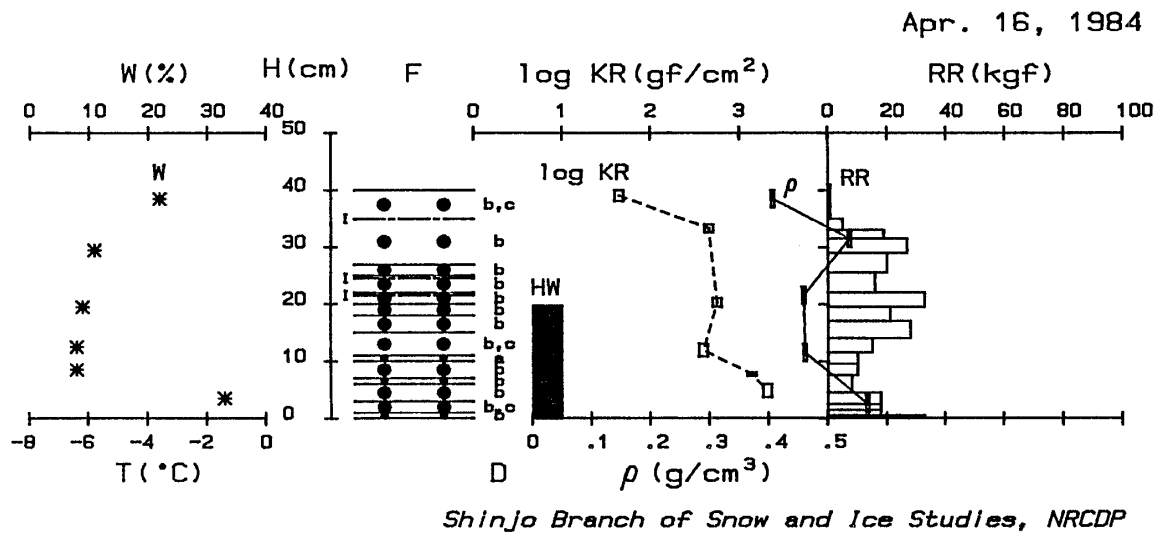 Apr. 16, 1984
W(%) H(cm) F log KR(gf/cm²) RR(kgf)
0 10 20 30 40 0 1 2 3 0 20 40 60 80 100
50
W log KR ρ RR
40
b,c
I
b
30
b
I b
I b
20 b HW
b
b,c
10 a
b
b
b,c
0 b
-8 -6 -4 -2 0 0 .1 .2 .3 .4 .5
T(°C) D ρ(g/cm³)
Shinjo Branch of Snow and Ice Studies, NRCDP